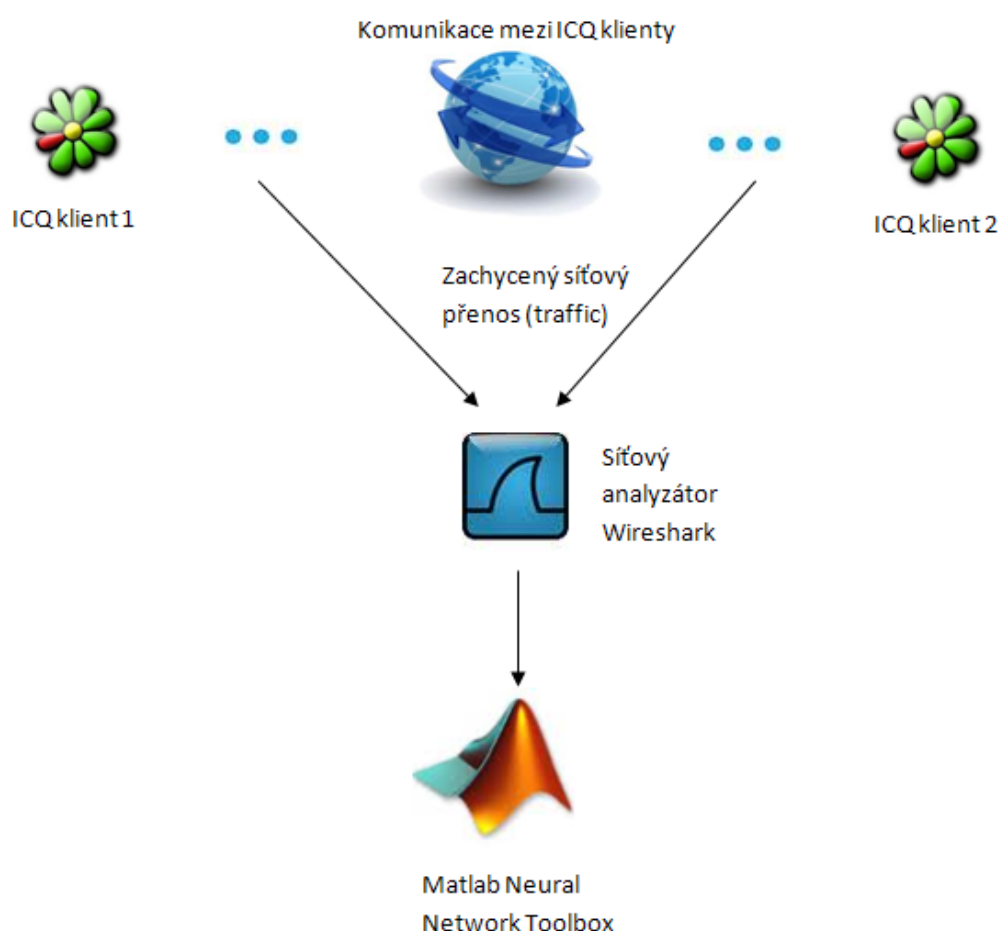 Komunikace mezi ICQ klienty
ICQ klient 1
ICQ klient 2
Zachycený síťový
přenos (traffic)
Síťový
analyzátor
Wireshark
Matlab Neural
Network Toolbox